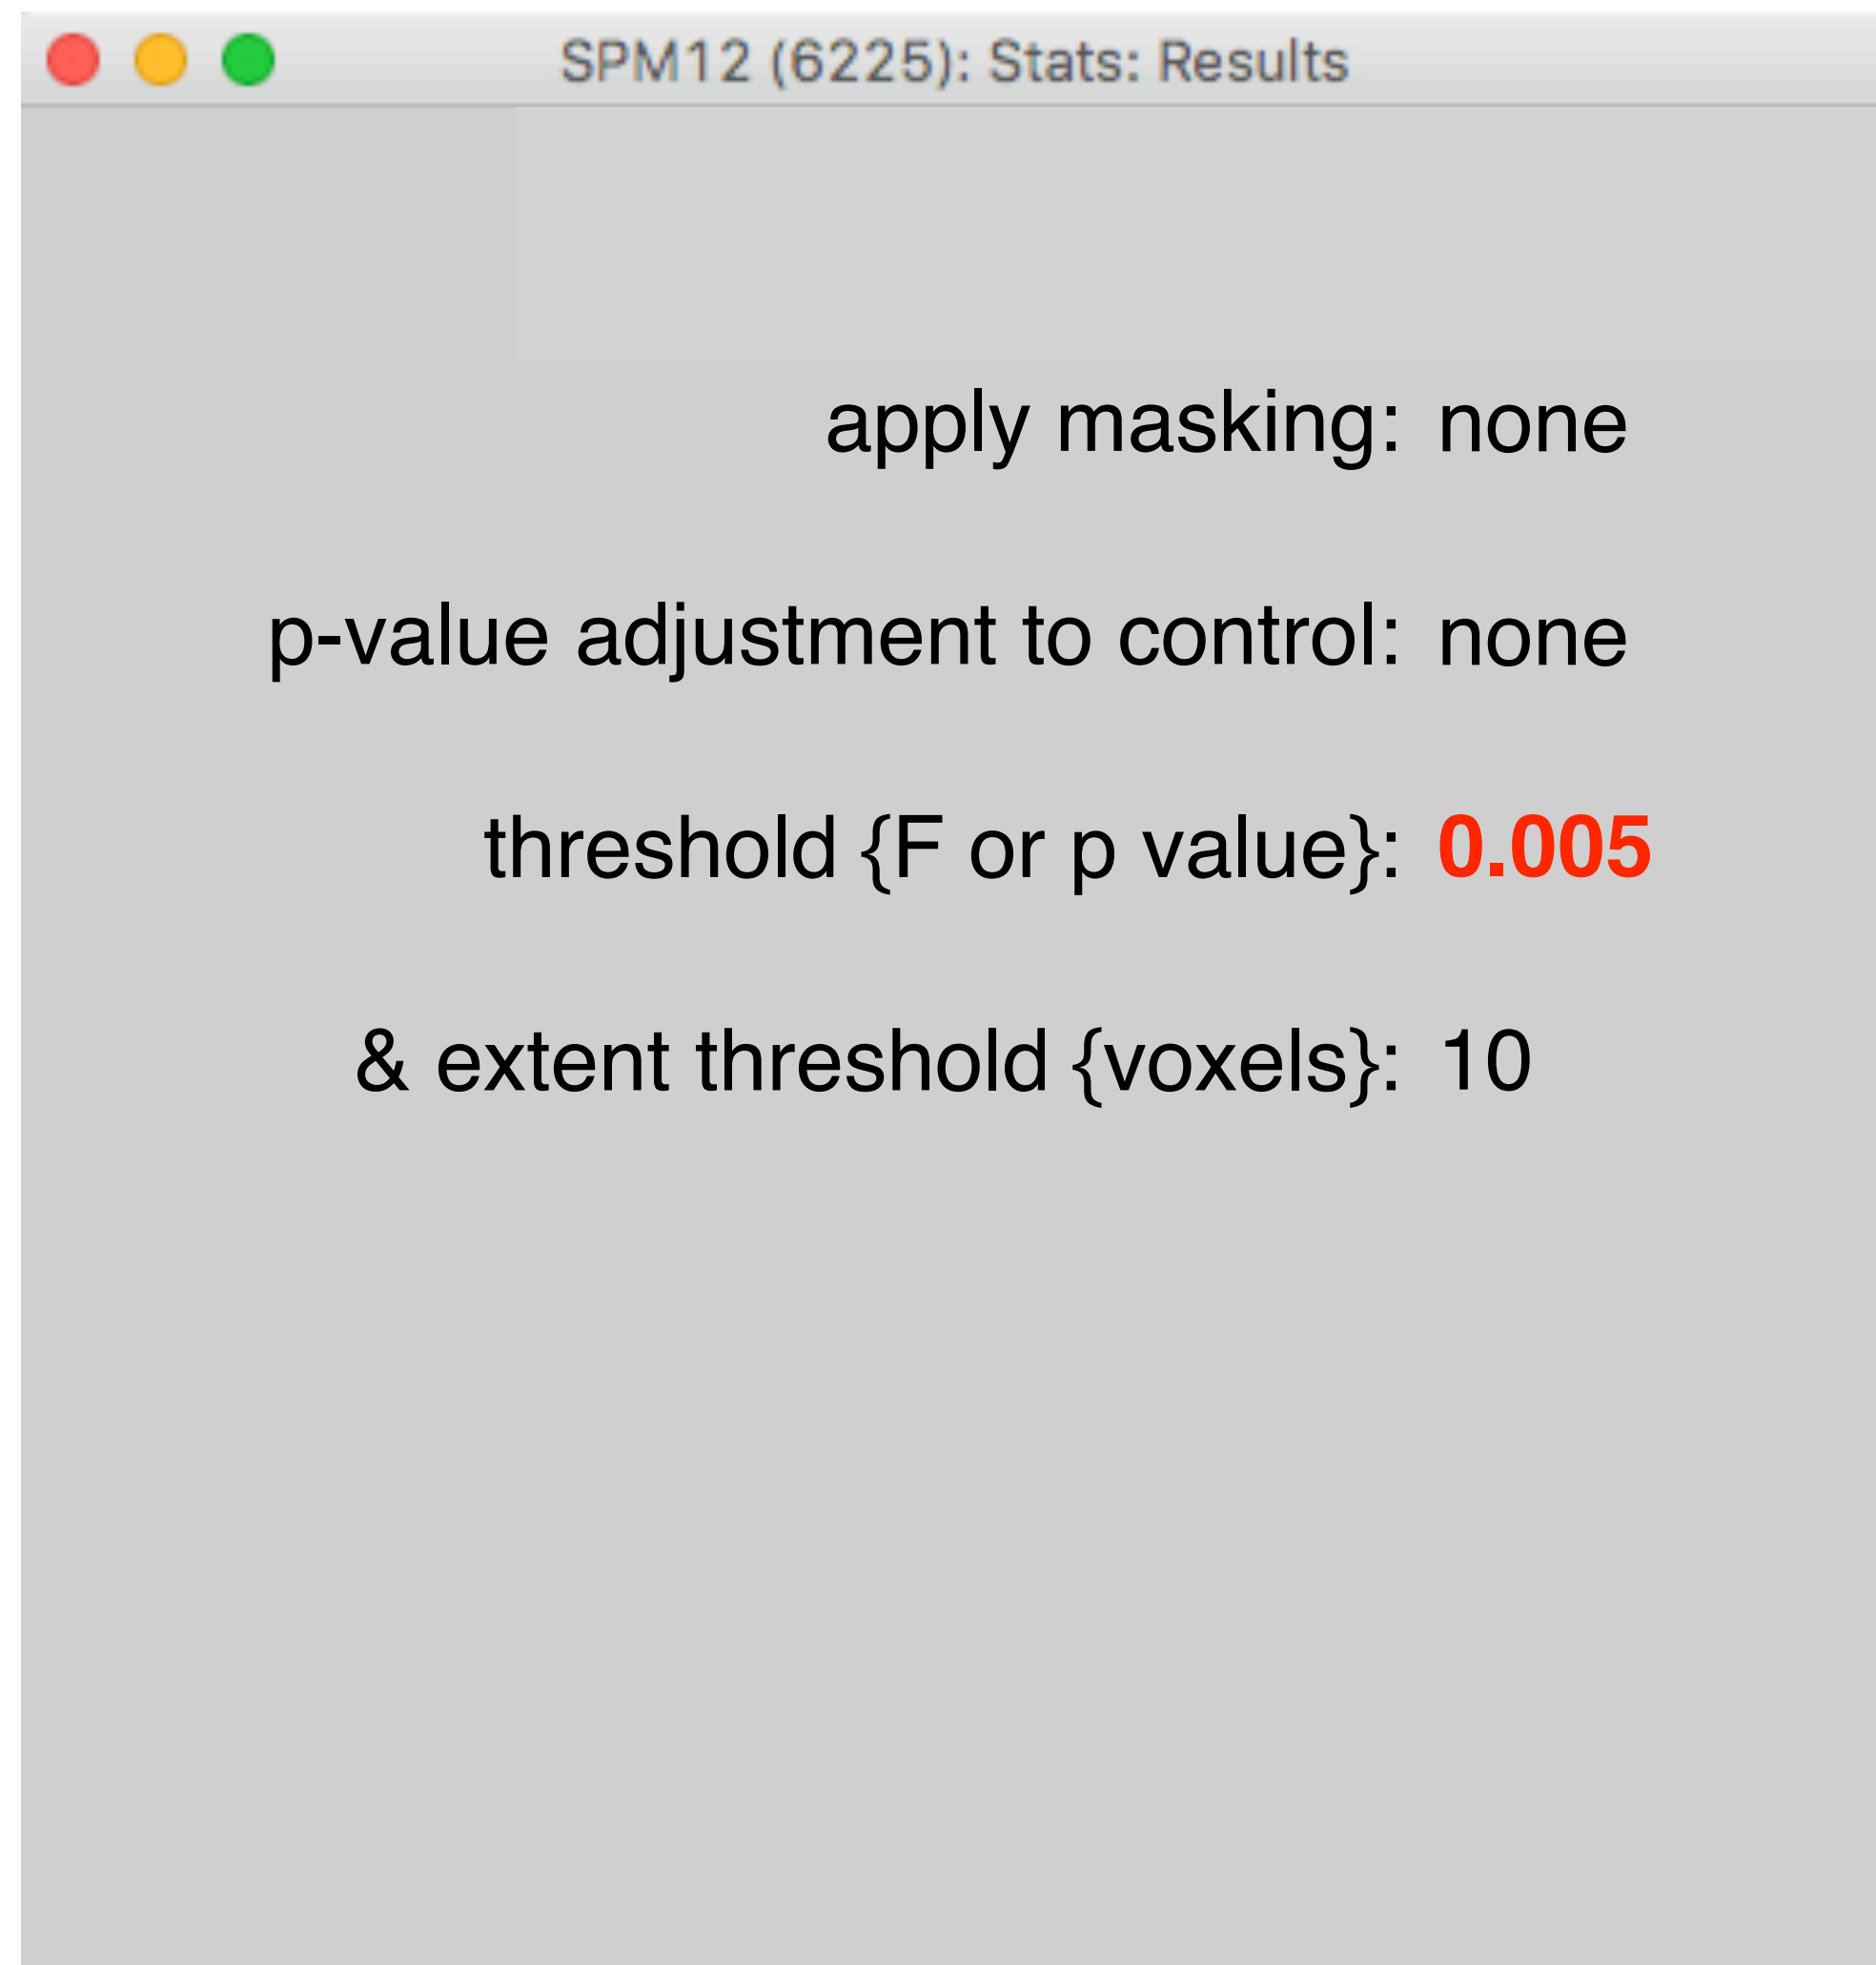 SPM12 (6225): Stats: Results
apply masking: none
p-value adjustment to control: none
threshold {F or p value}: 0.005
& extent threshold {voxels}: 10